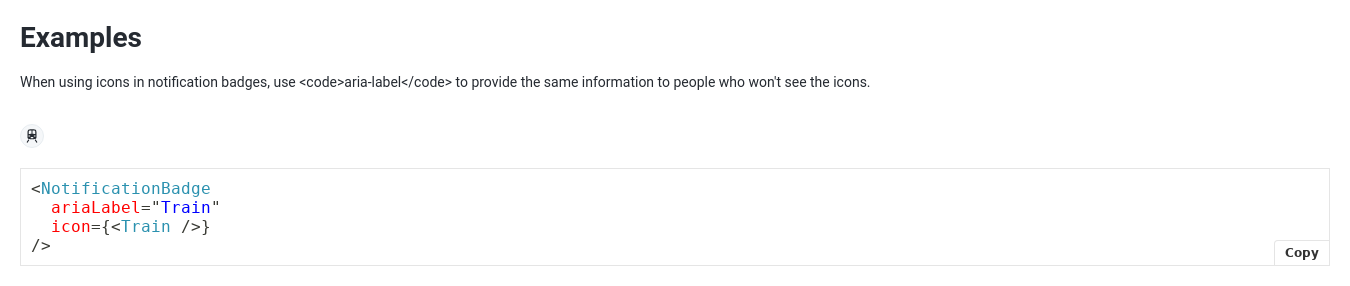 Examples
When using icons in notification badges, use <code>aria-label</code> to provide the same information to people who won't see the icons.
<NotificationBadge
  ariaLabel="Train"
  icon={<Train />}
/>
Copy